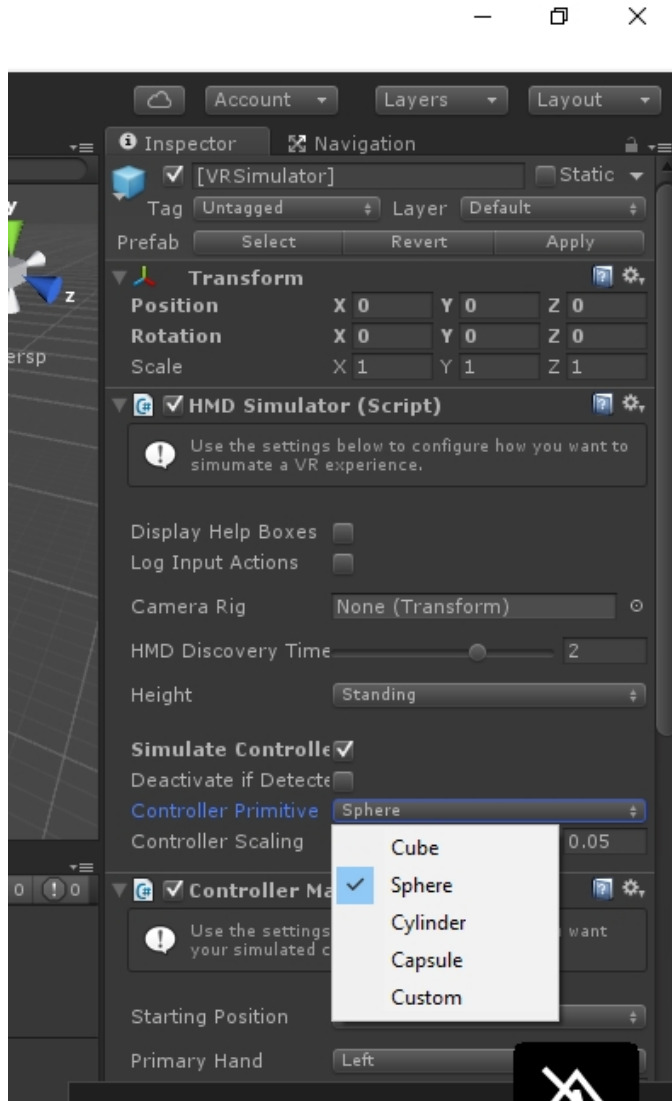 Account Layers Layout
Inspector Navigation
[VRSimulator] Static
y
Tag Untagged Layer Default
Prefab Select Revert Apply
Transform
z
Position X 0 Y 0 Z 0
Rotation X 0 Y 0 Z 0
ersp
Scale X 1 Y 1 Z 1
HMD Simulator (Script)
Use the settings below to configure how you want to
simumate a VR experience.
Display Help Boxes
Log Input Actions
Camera Rig None (Transform)
HMD Discovery Time 2
Height Standing
Simulate Controlle
Deactivate if Detecte
Controller Primitive Sphere
Controller Scaling 0.05
Cube
0 0
Controller Ma
Sphere
Use the settings want
your simulated c
Cylinder
Capsule
Custom
Starting Position
Primary Hand Left